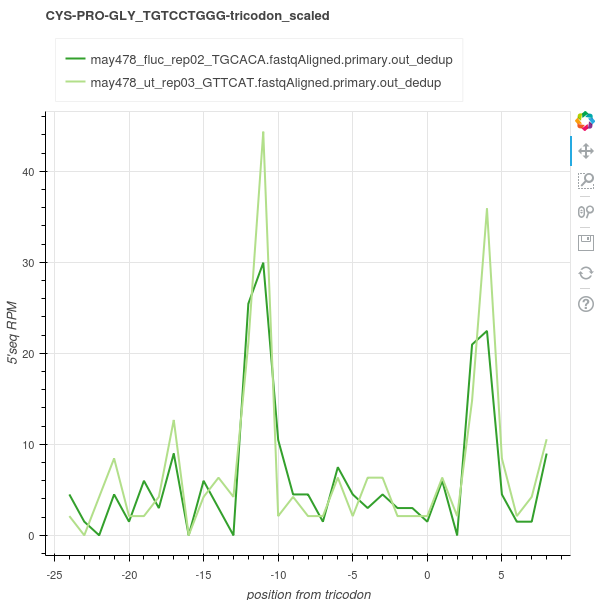 CYS-PRO-GLY_TGTCCTGGG-tricodon_scaled
may478_fluc_rep02_TGCACA.fastqAligned.primary.out_dedup
may478_ut_rep03_GTTCAT.fastqAligned.primary.out_dedup
40
30
20
10
0
5'seq RPM
-25 -20 -15 -10 -5 0 5
position from tricodon